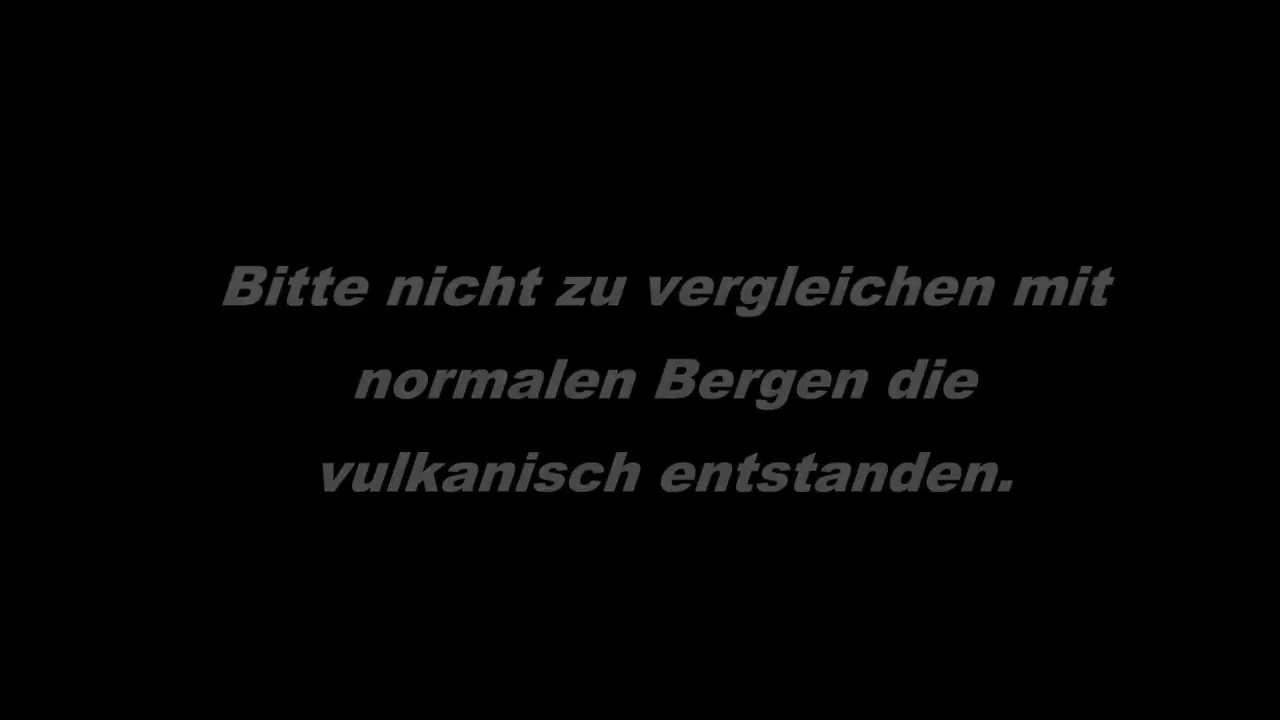 Bitte nicht zu vergleichen mit
normalen Bergen die
vulkanisch entstanden.